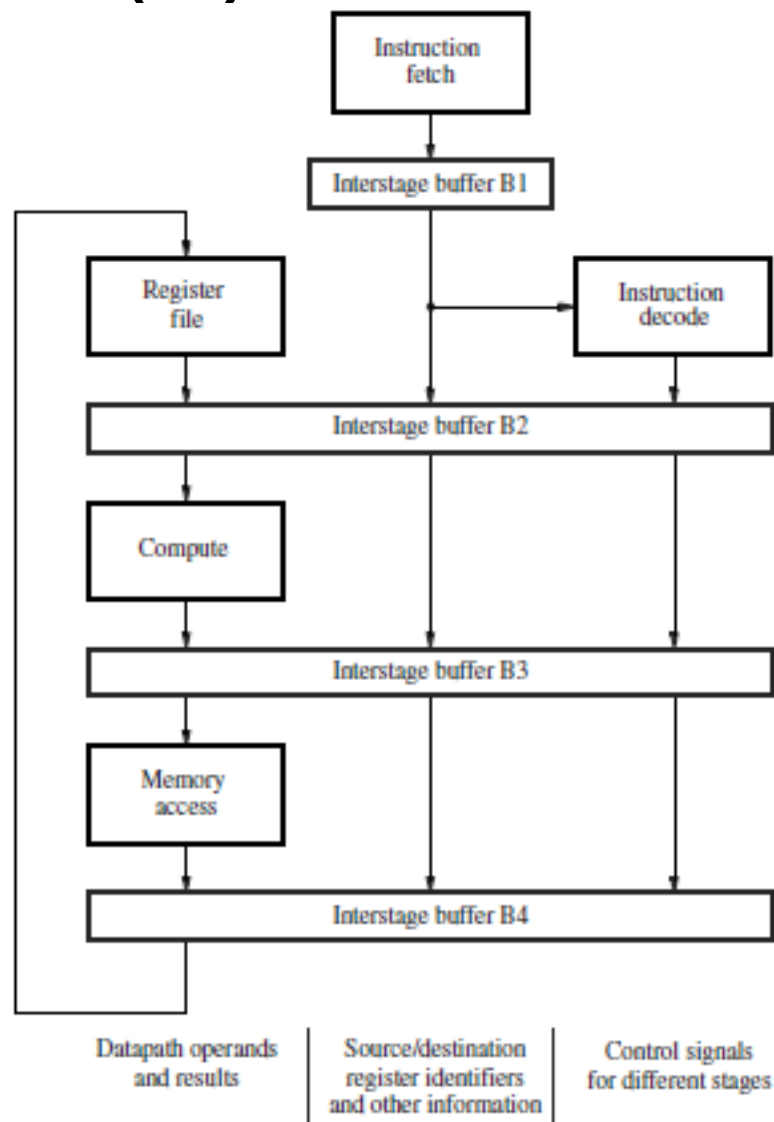 Instruction
fetch
Interstage buffer B1
Register
file
Instruction
decode
Interstage buffer B2
Compute
Interstage buffer B3
Memory
access
Interstage buffer B4
Datapath operands
and results
Source/destination
register identifiers
and other information
Control signals
for different stages